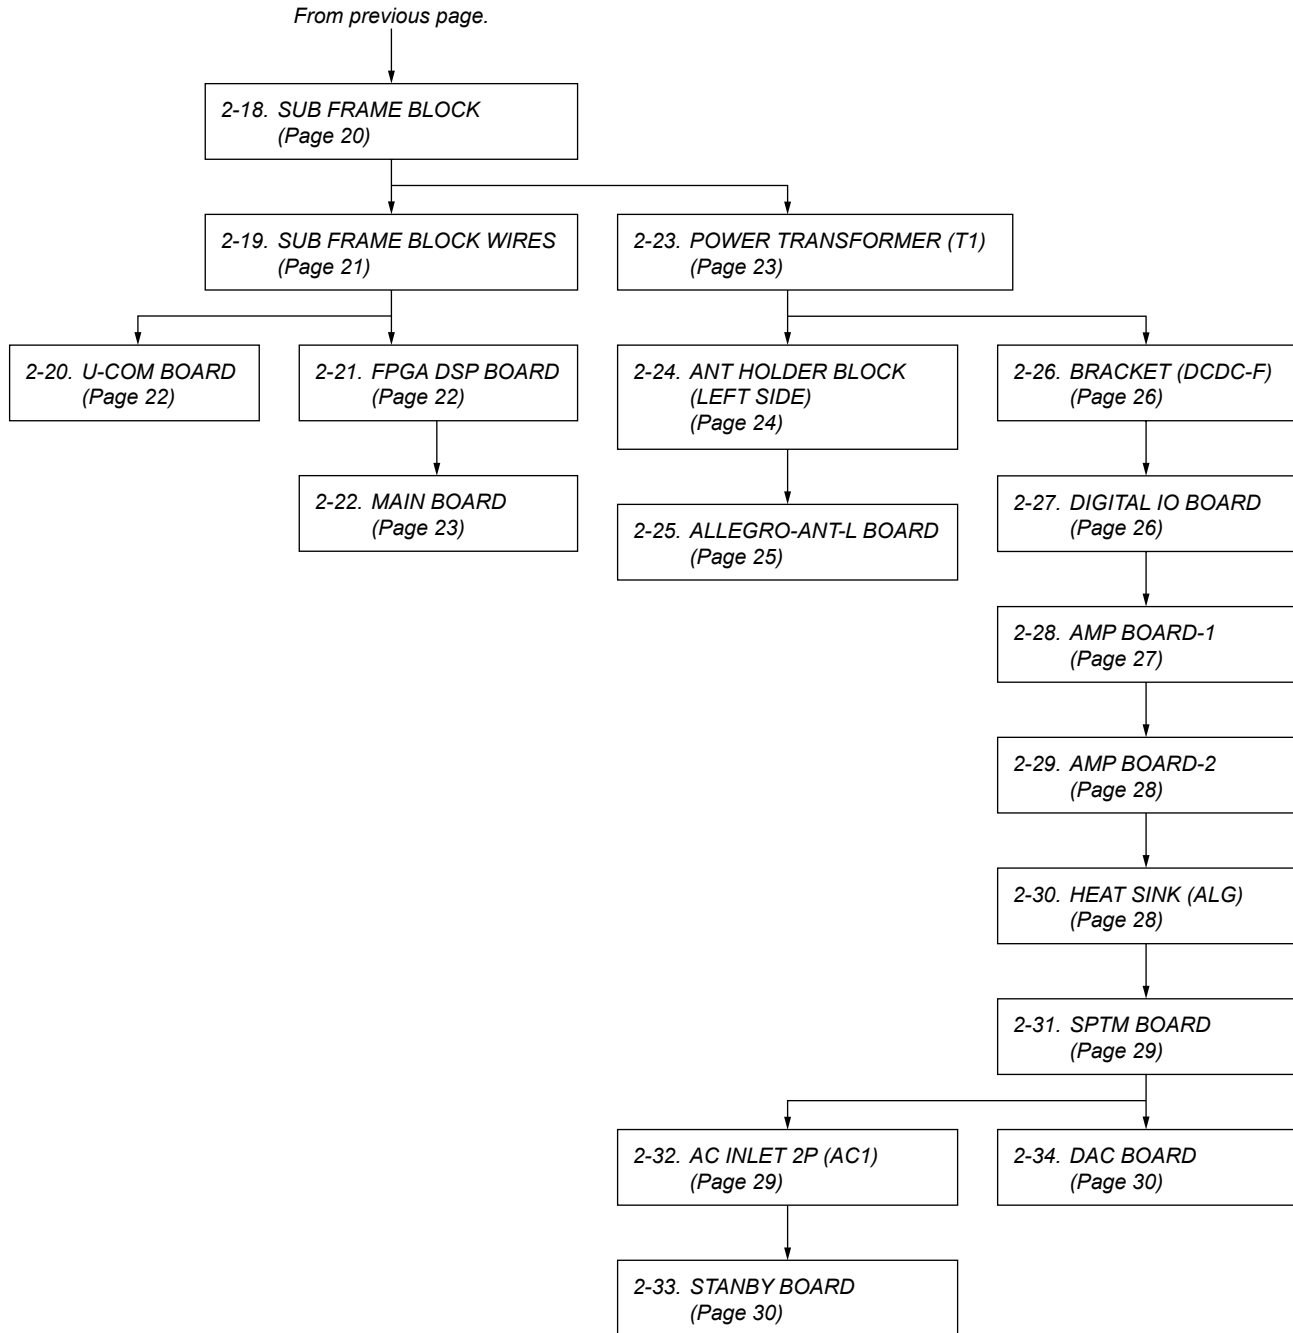 From previous page.
2-18. SUB FRAME BLOCK
(Page 20)
2-19. SUB FRAME BLOCK WIRES
(Page 21)
2-23. POWER TRANSFORMER (T1)
(Page 23)
2-20. U-COM BOARD
(Page 22)
2-21. FPGA DSP BOARD
(Page 22)
2-24. ANT HOLDER BLOCK
(LEFT SIDE)
(Page 24)
2-26. BRACKET (DCDC-F)
(Page 26)
2-22. MAIN BOARD
(Page 23)
2-25. ALLEGRO-ANT-L BOARD
(Page 25)
2-27. DIGITAL IO BOARD
(Page 26)
2-28. AMP BOARD-1
(Page 27)
2-29. AMP BOARD-2
(Page 28)
2-30. HEAT SINK (ALG)
(Page 28)
2-31. SPTM BOARD
(Page 29)
2-32. AC INLET 2P (AC1)
(Page 29)
2-34. DAC BOARD
(Page 30)
2-33. STANBY BOARD
(Page 30)